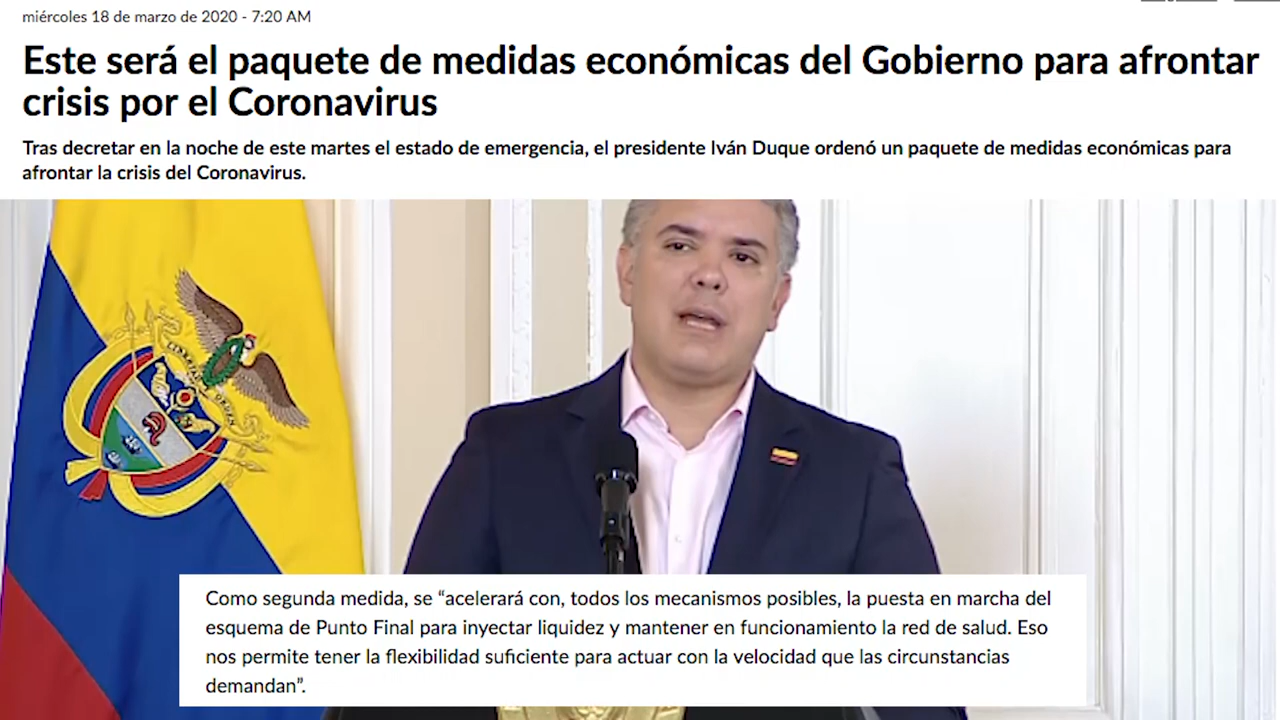 miércoles 18 de marzo de 2020 - 7:20 AM
Este será el paquete de medidas económicas del Gobierno para afrontar
crisis por el Coronavirus
Tras decretar en la noche de este martes el estado de emergencia, el presidente Iván Duque ordenó un paquete de medidas económicas para
afrontar la crisis del Coronavirus.
Como segunda medida, se “acelerará con, todos los mecanismos posibles, la puesta en marcha del
esquema de Punto Final para inyectar liquidez y mantener en funcionamiento la red de salud. Eso
nos permite tener la flexibilidad suficiente para actuar con la velocidad que las circunstancias
demandan”.